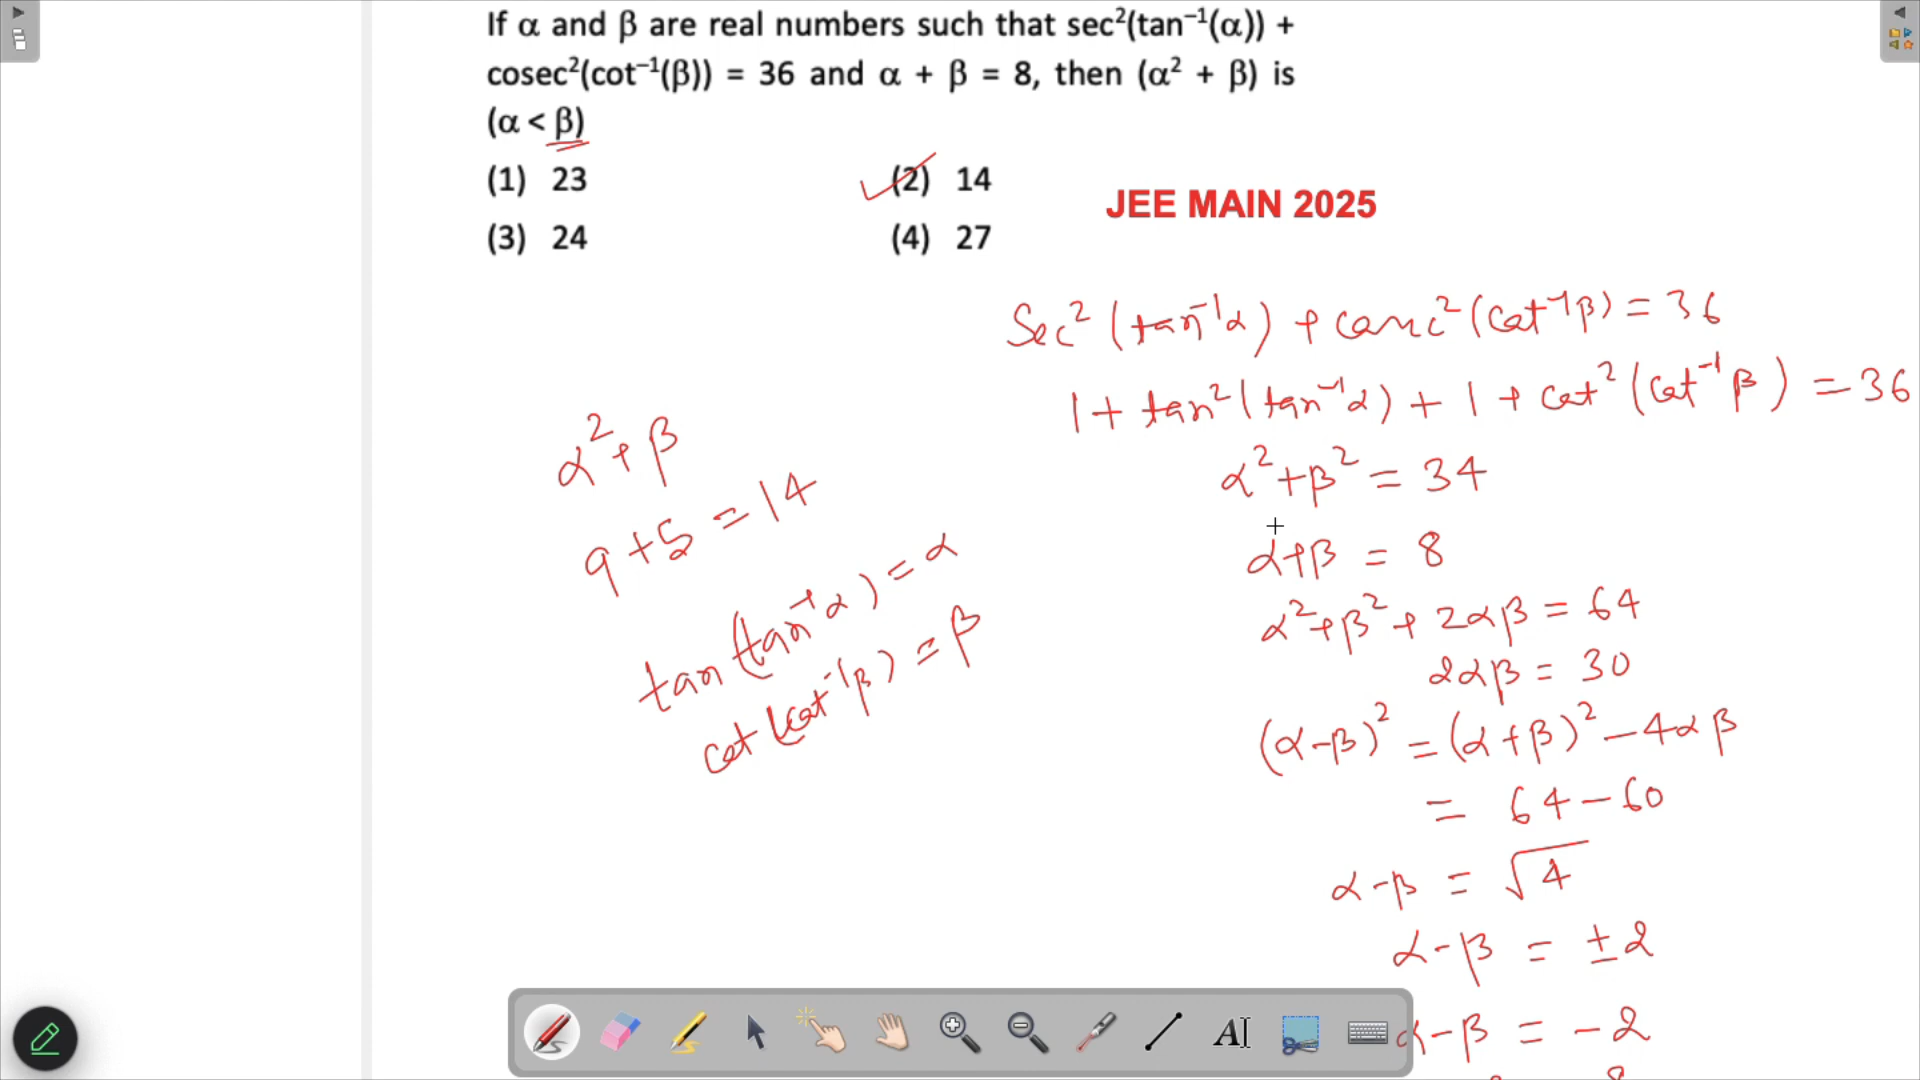 If α and β are real numbers such that sec²(tan⁻¹(α)) +
cosec²(cot⁻¹(β)) = 36 and α + β = 8, then (α² + β) is
(α < β)
(1) 23
(2) 14
(3) 24
(4) 27
JEE MAIN 2025
Sec² (tan⁻¹α) + cosec² (cot⁻¹β) = 36
1 + tan² (tan⁻¹α) + 1 + cot² (cot⁻¹β) = 36
α² + β² = 34
α + β = 8
α² + β² + 2αβ = 64
2αβ = 30
(α - β)² = (α + β)² - 4αβ
= 64 - 60
α - β = √4
α - β = ±2
α - β = -2
α² + β
9 + 5 = 14
tan (tan⁻¹α) = α
cot (cot⁻¹β) = β
AI